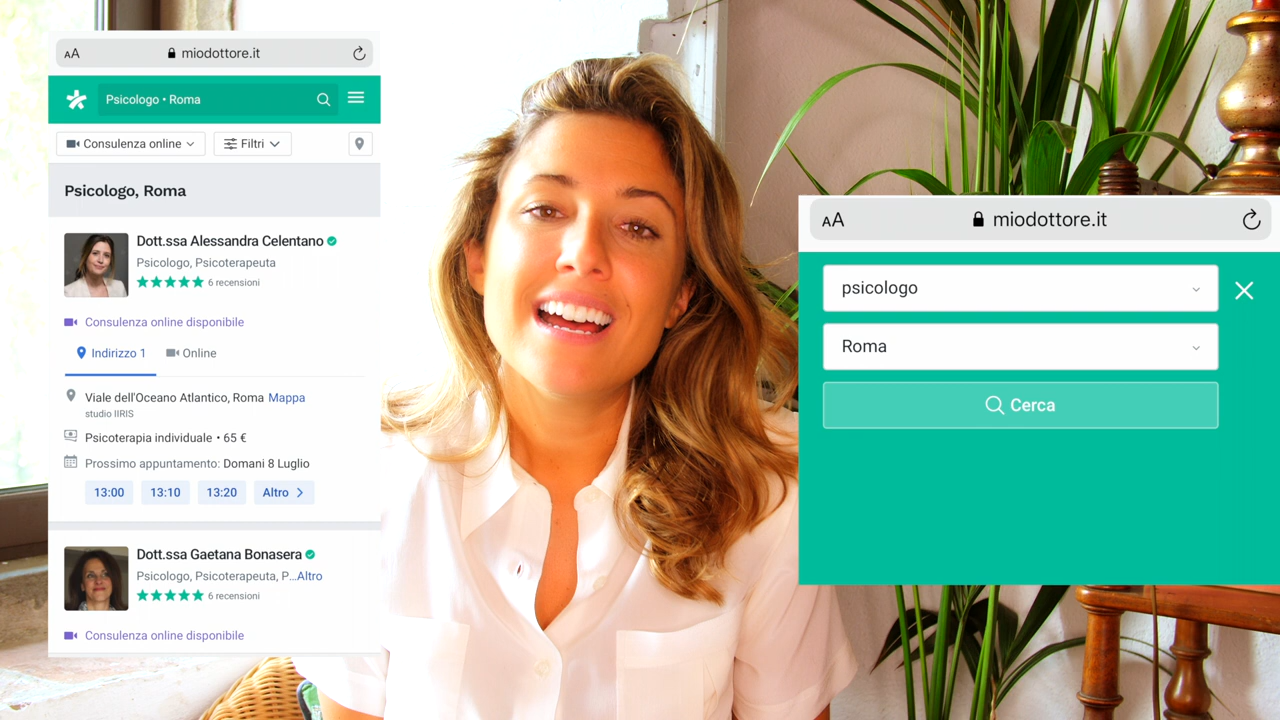 AA miodottore.it
Psicologo • Roma
Consulenza online
Filtri
Psicologo, Roma
Dott.ssa Alessandra Celentano
Psicologo, Psicoterapeuta
6 recensioni
Consulenza online disponibile
Indirizzo 1
Online
Viale dell'Oceano Atlantico, Roma Mappa
studio IIRIS
Psicoterapia individuale • 65 €
Prossimo appuntamento: Domani 8 Luglio
13:00 13:10 13:20 Altro
Dott.ssa Gaetana Bonasera
Psicologo, Psicoterapeuta, P...Altro
6 recensioni
Consulenza online disponibile
AA miodottore.it
psicologo
Roma
Cerca